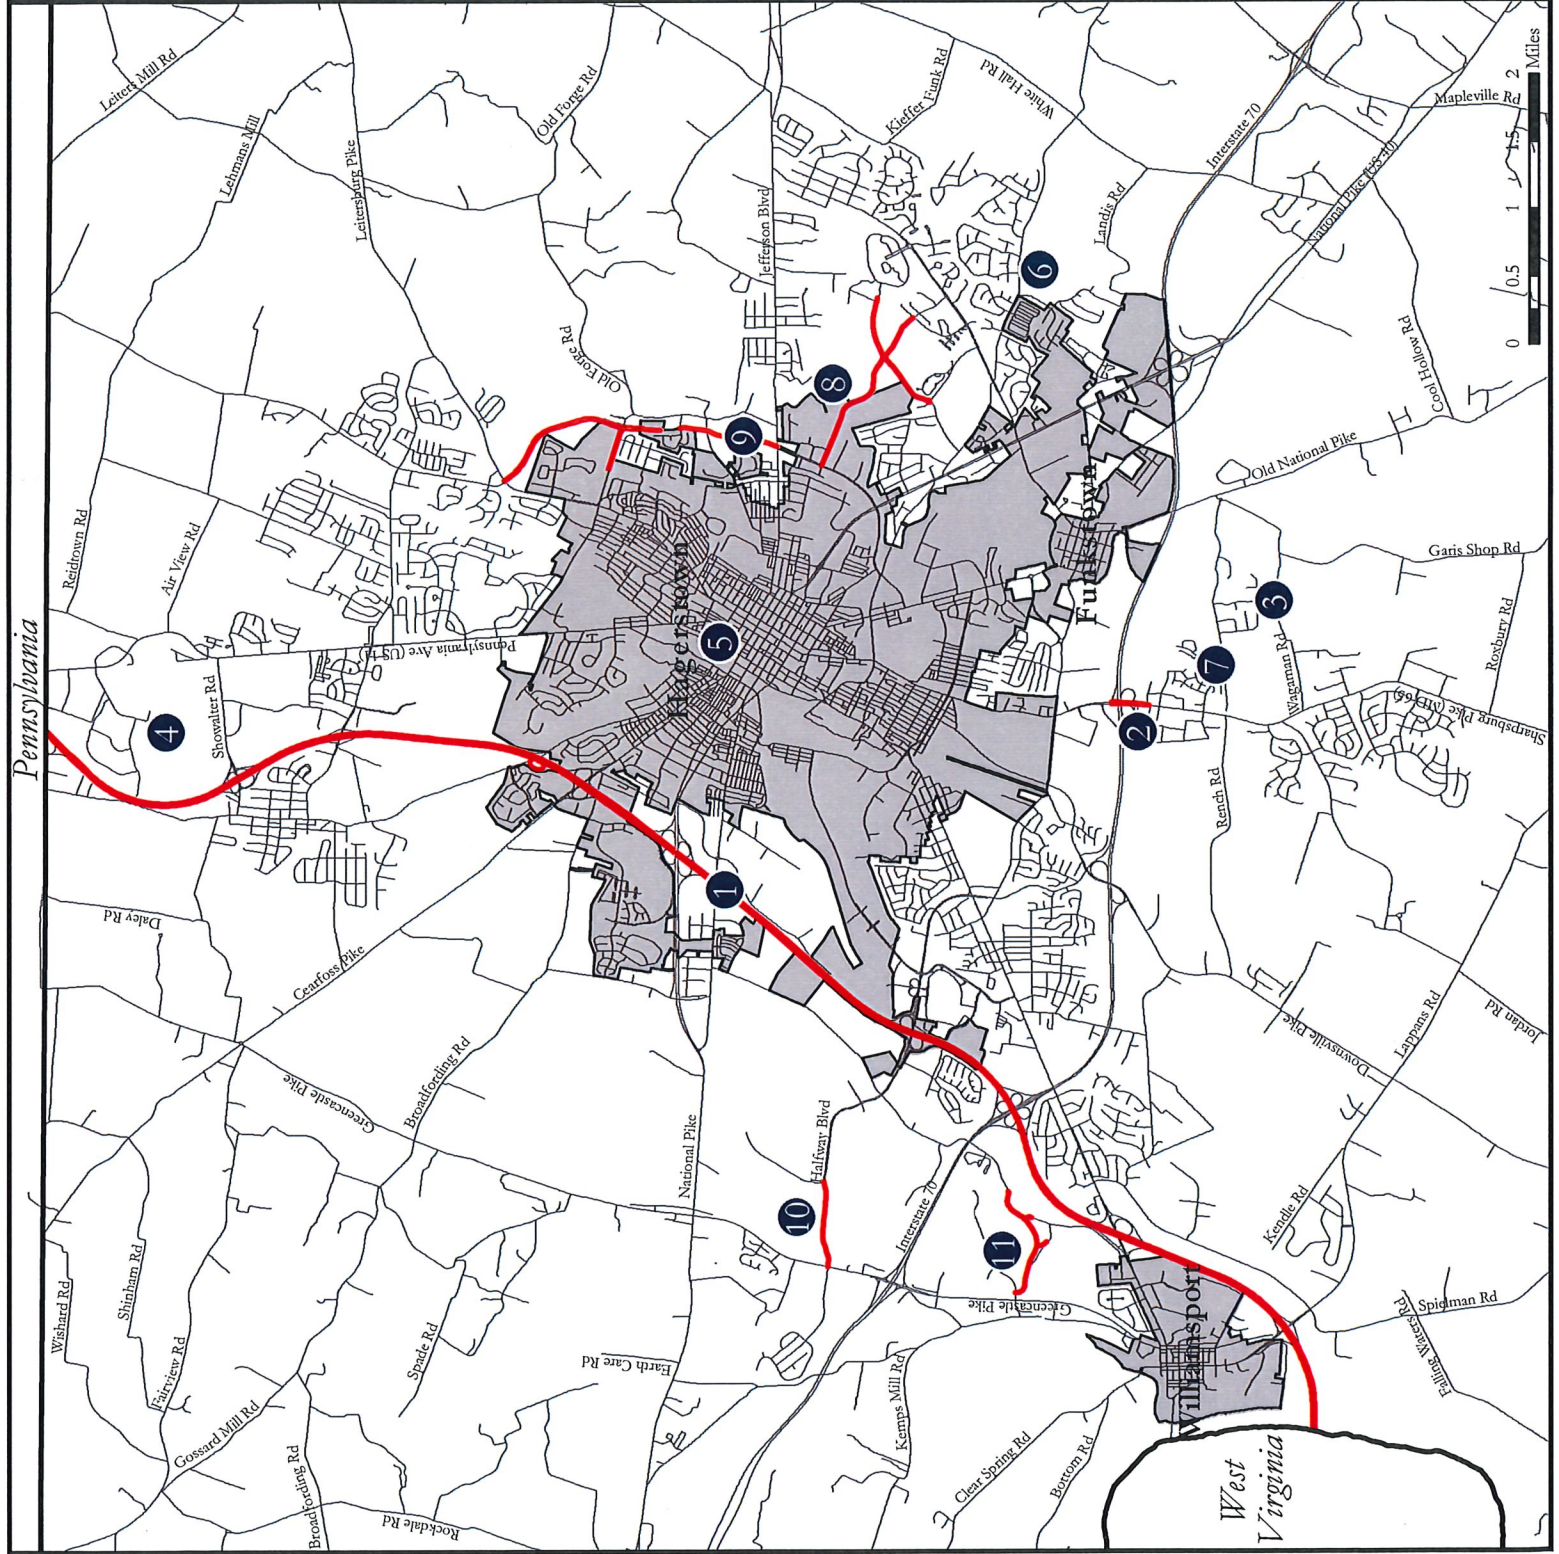 Pennsylvania
Leiters Mill Rd
Lehmans Mill
Leitersburg Pike
Old Forge Rd
Jefferson Blvd
Kieffer Funk Rd
White Hall Rd
Landis Rd
Interstate 70
National Pike (US 40)
Mapleville Rd
0
0.5
1
1.5
2
Miles
Old Forge Rd
Reidtown Rd
Air View Rd
Pennsylvania Ave (US 11)
Showalter Rd
Hagerstown
Funkstown
Cool Hollow Rd
Old National Pike
Garis Shop Rd
Roxbury Rd
Wagaman Rd
Sharpsburg Pike (MD 65)
Rench Rd
4
5
6
8
9
3
7
2
1
10
11
Daley Rd
Cearfoss Pike
Greencastle Pike
Broadfording Rd
National Pike
Halfway Blvd
Interstate 70
Greencastle Pike
Downsville Pike
Lappans Rd
Jordan Rd
Kendle Rd
Spielman Rd
Falling Waters Rd
Williamsport
Wishard Rd
Shinham Rd
Fairview Rd
Spade Rd
Gossard Mill Rd
Broadfording Rd
Rockdale Rd
Earth Care Rd
Kemps Mill Rd
Clear Spring Rd
Bottom Rd
West
Virginia